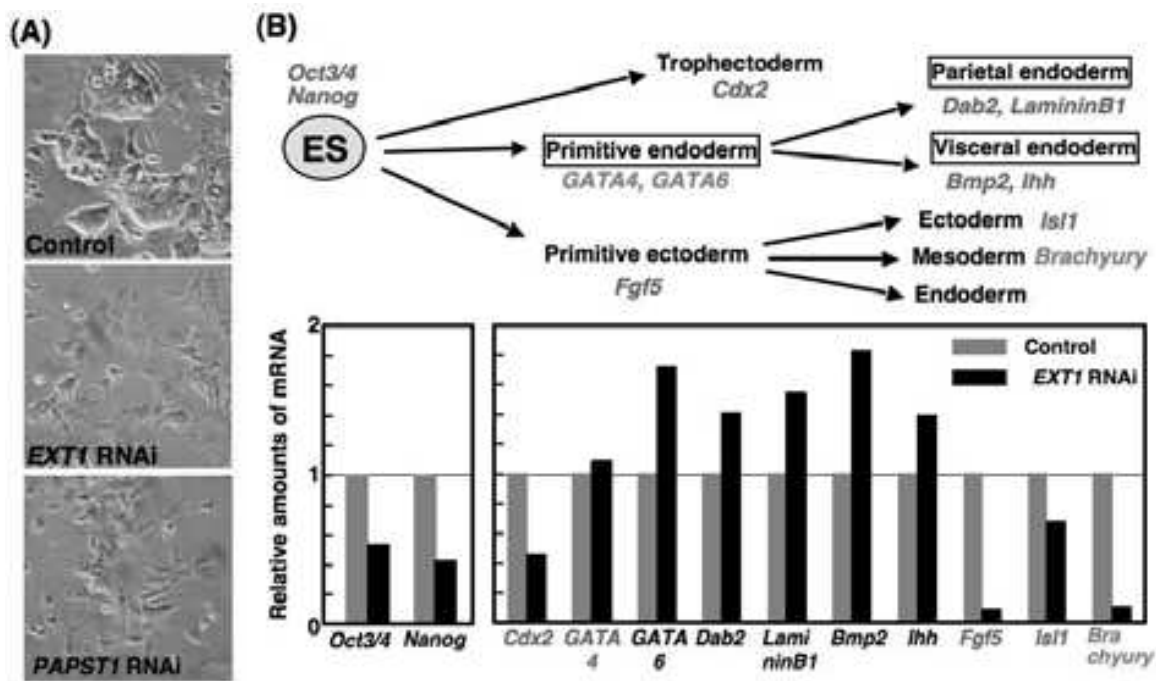 (A)
Control
EXT1 RNAi
PAPST1 RNAi
(B)
Oct3/4
Nanog
ES
Trophectoderm
Cdx2
Primitive endoderm
GATA4, GATA6
Primitive ectoderm
Fgf5
Parietal endoderm
Dab2, LamininB1
Visceral endoderm
Bmp2, Ihh
Ectoderm Isl1
Mesoderm Brachyury
Endoderm
Relative amounts of mRNA
2
1
0
Control
EXT1 RNAi
Oct3/4
Nanog
Cdx2
GATA
4
GATA
6
Dab2
Lami
ninB1
Bmp2
Ihh
Fgf5
Isl1
Bra
chyury